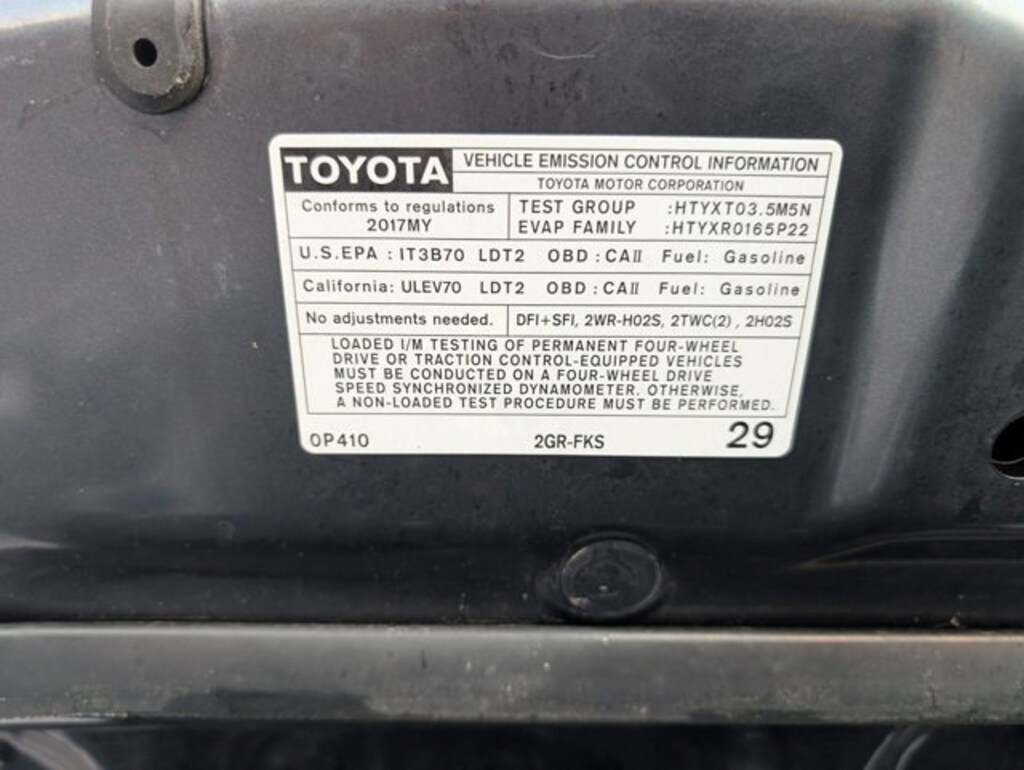 TOYOTA VEHICLE EMISSION CONTROL INFORMATION
TOYOTA MOTOR CORPORATION
Conforms to regulations
2017MY
TEST GROUP :HTYXT03.5M5N
EVAP FAMILY :HTYXR0165P22
U.S.EPA : IT3B70 LDT2 OBD : CAII Fuel: Gasoline
California: ULEV70 LDT2 OBD : CAII Fuel: Gasoline
No adjustments needed. DFI+SFI, 2WR-HO2S, 2TWC(2) , 2HO2S
LOADED I/M TESTING OF PERMANENT FOUR-WHEEL
DRIVE OR TRACTION CONTROL-EQUIPPED VEHICLES
MUST BE CONDUCTED ON A FOUR-WHEEL DRIVE
SPEED SYNCHRONIZED DYNAMOMETER. OTHERWISE,
A NON-LOADED TEST PROCEDURE MUST BE PERFORMED.
0P410 2GR-FKS 29